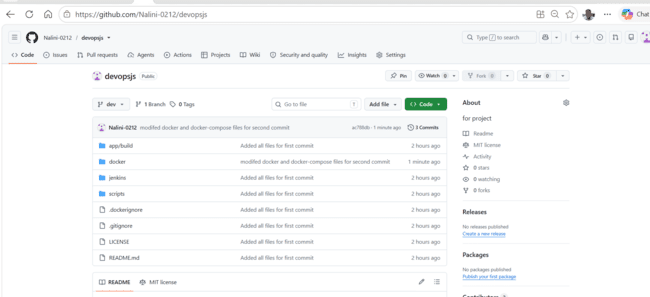 https://github.com/Nalini-0212/devopsjs
Chat
Nalini-0212 / devopsjs
Type / to search
Code
Issues
Pull requests
Agents
Actions
Projects
Wiki
Security and quality
Insights
Settings
devopsjs Public
Pin
Watch 0
Fork 0
Star 0
dev
1 Branch
0 Tags
Go to file
Add file
Code
Nalini-0212 modifed docker and docker-compose files for second commit
1 minute ago
3 Commits
app/build Added all files for first commit 2 hours ago
docker modifed docker and docker-compose files for second commit 1 minute ago
jenkins Added all files for first commit 2 hours ago
scripts Added all files for first commit 2 hours ago
.dockerignore Added all files for first commit 2 hours ago
.gitignore Added all files for first commit 2 hours ago
LICENSE Added all files for first commit 2 hours ago
README.md Added all files for first commit 2 hours ago
README
MIT license
About
for project
Readme
MIT license
Activity
0 stars
0 watching
0 forks
Releases
No releases published
Create a new release
Packages
No packages published
Publish your first package